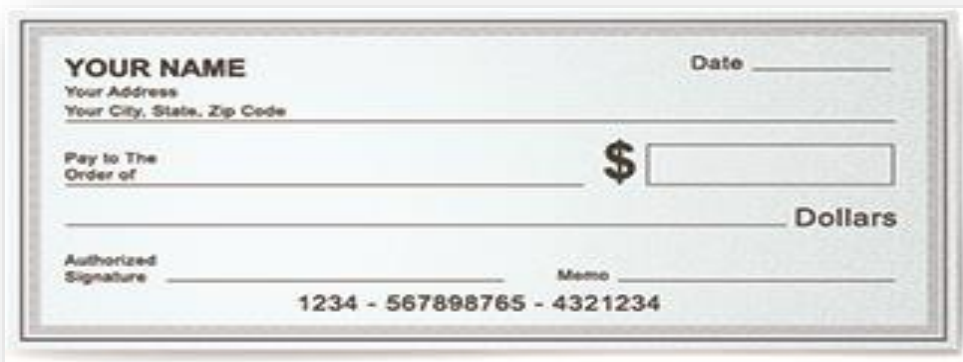 YOUR NAME
Date
Your Address
Your City, State, Zip Code
Pay to The
Order of
$
Dollars
Authorized
Signature
Memo
1234 - 567898765 - 4321234